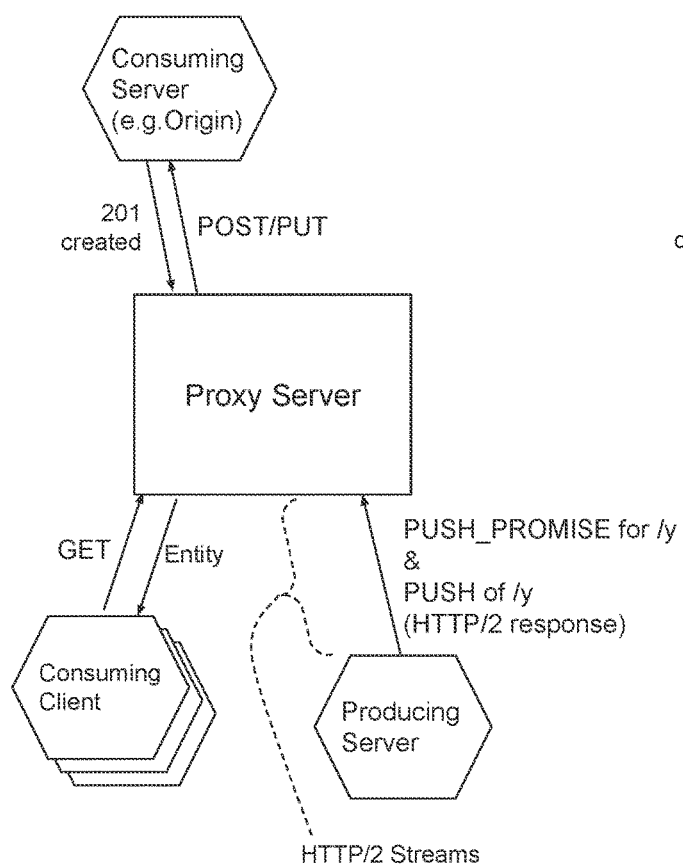 Consuming
Server
(e.g.Origin)
201
created
POST/PUT
Proxy Server
GET
Entity
PUSH_PROMISE for /y
&
PUSH of /y
(HTTP/2 response)
Consuming
Client
Producing
Server
HTTP/2 Streams